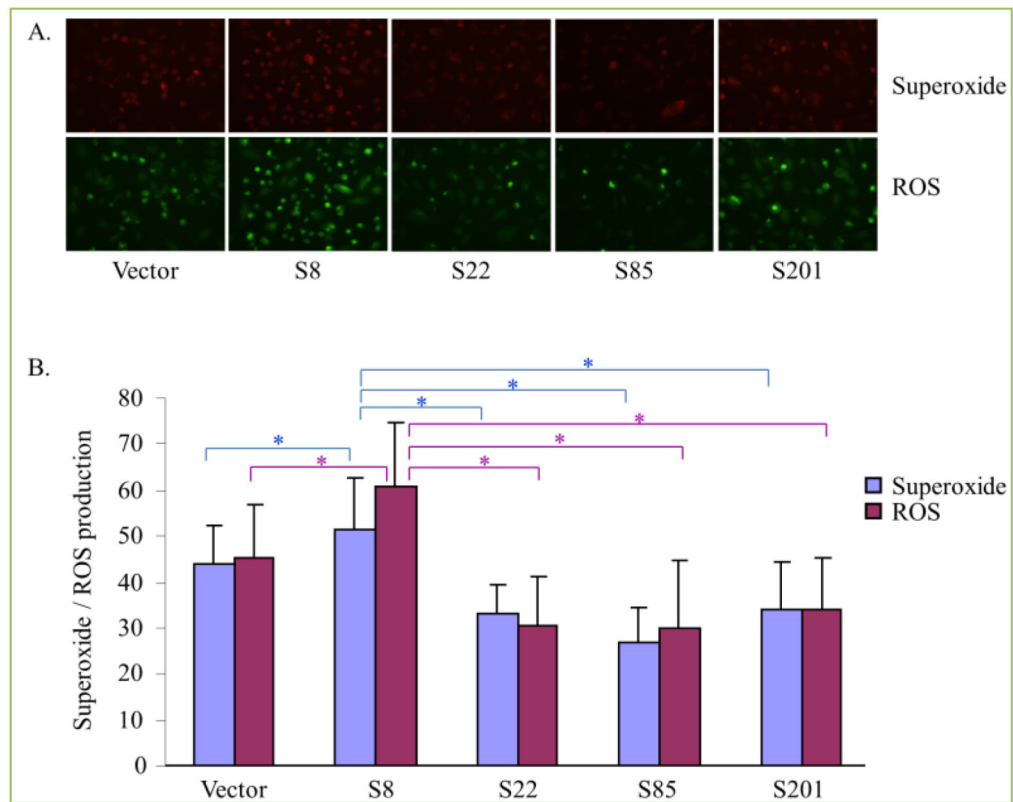 A.
Superoxide
ROS
Vector S8 S22 S85 S201
B.
* * * * * * * *
Superoxide / ROS production
80
70
60
50
40
30
20
10
0
Superoxide
ROS
Vector S8 S22 S85 S201